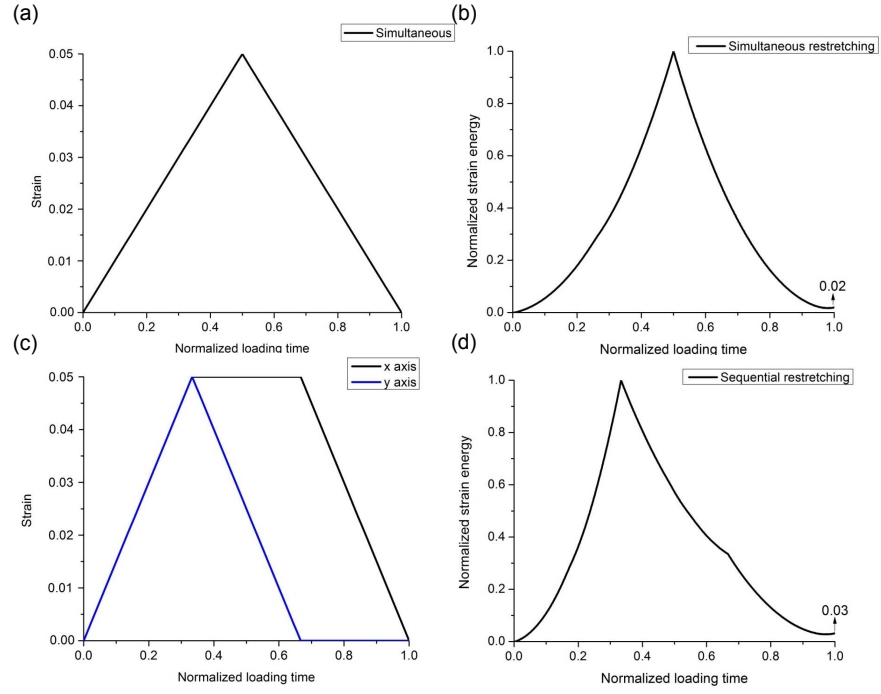 (a)
Simultaneous
0.05
0.04
0.03
0.02
0.01
0.00
Strain
0.0 0.2 0.4 0.6 0.8 1.0
Normalized loading time
(b)
Simultaneous restretching
1.0
0.8
0.6
0.4
0.2
0.0
Normalized strain energy
0.02
0.0 0.2 0.4 0.6 0.8 1.0
Normalized loading time
(c)
x axis
y axis
0.05
0.04
0.03
0.02
0.01
0.00
Strain
0.0 0.2 0.4 0.6 0.8 1.0
Normalized loading time
(d)
Sequential restretching
1.0
0.8
0.6
0.4
0.2
0.0
Normalized strain energy
0.03
0.0 0.2 0.4 0.6 0.8 1.0
Normalized loading time